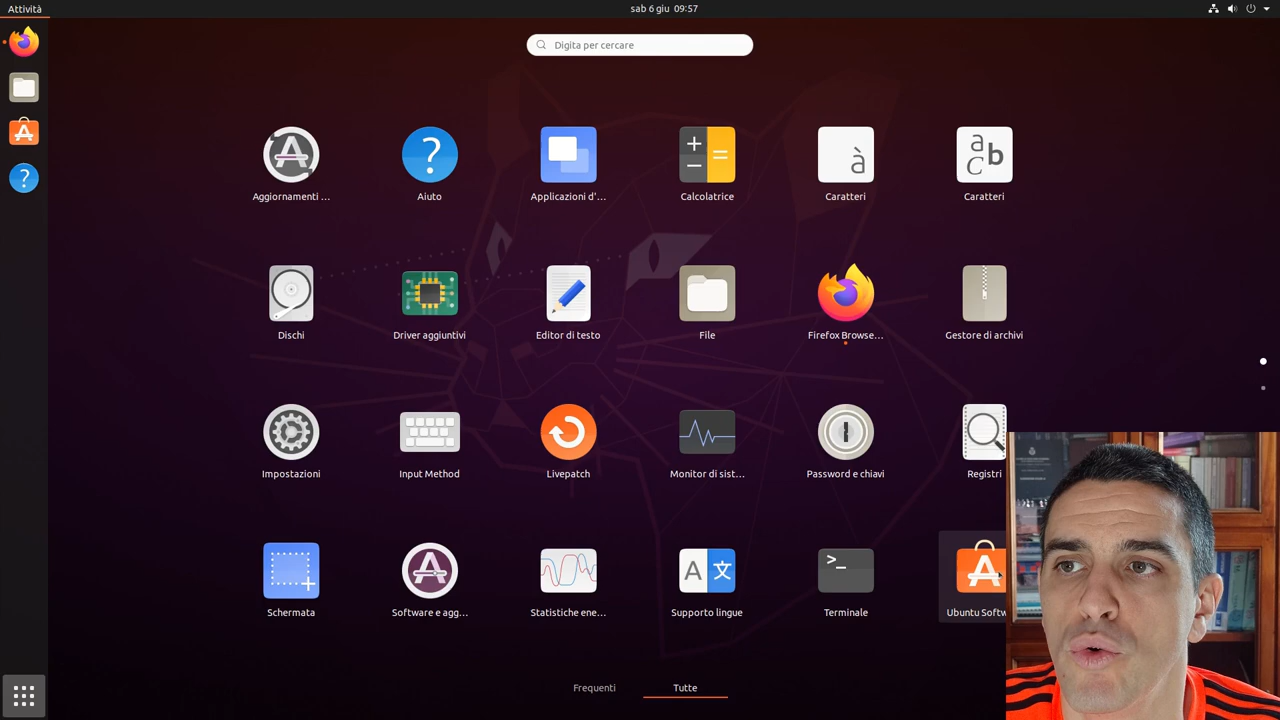 Attività
sab 6 giu 09:57
Digita per cercare
Aggiornamenti ...
Aiuto
Applicazioni d'...
Calcolatrice
Caratteri
Caratteri
Dischi
Driver aggiuntivi
Editor di testo
File
Firefox Browse...
Gestore di archivi
Impostazioni
Input Method
Livepatch
Monitor di sist...
Password e chiavi
Registri
Schermata
Software e agg...
Statistiche ene...
Supporto lingue
Terminale
Ubuntu Softw
Frequenti
Tutte